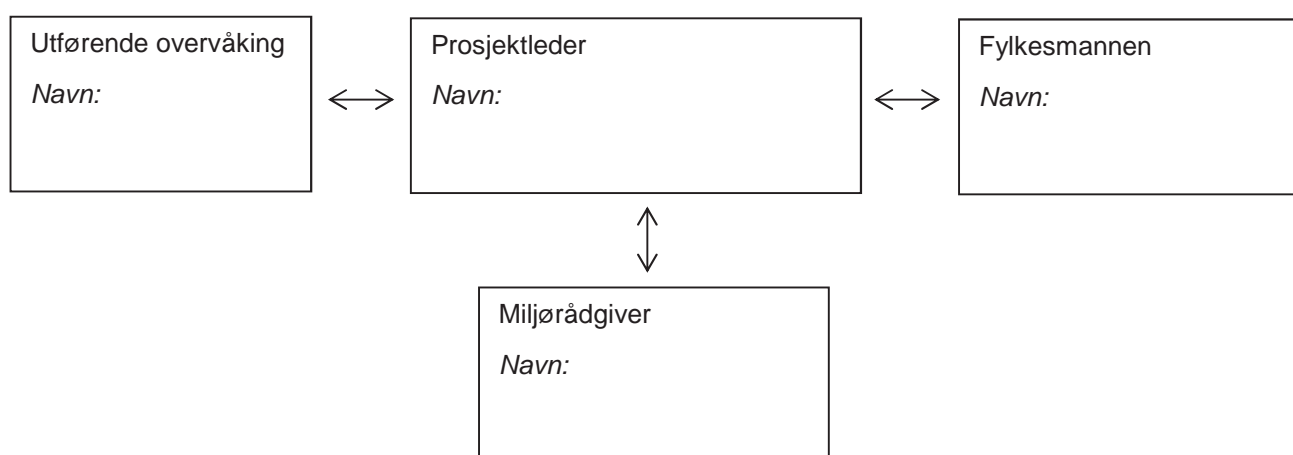 Utførende overvåking
Navn:
Prosjektleder
Navn:
Fylkesmannen
Navn:
Miljørådgiver
Navn: